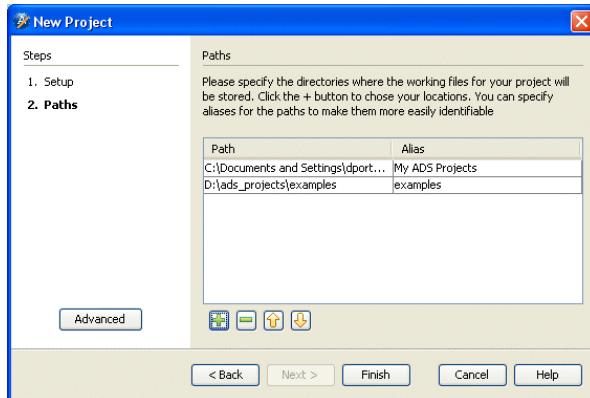 New Project
Steps
1. Setup
2. Paths
Paths
Please specify the directories where the working files for your project will
be stored. Click the + button to chose your locations. You can specify
aliases for the paths to make them more easily identifiable
Path Alias
C:\Documents and Settings\dport... My ADS Projects
D:\ads_projects\examples examples
Advanced
< Back Next > Finish Cancel Help